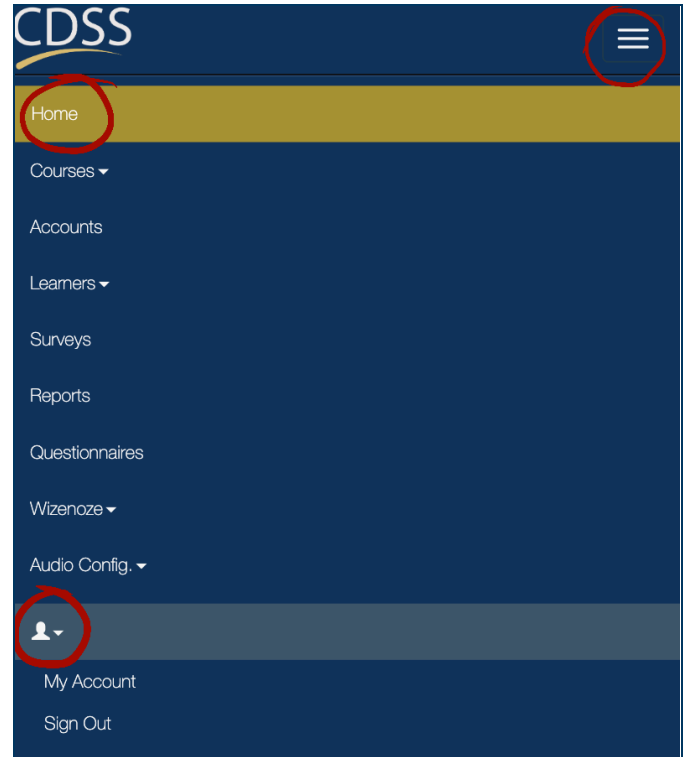 CDSS
Home
Courses
Accounts
Learners
Surveys
Reports
Questionnaires
Wizenoze
Audio Config.
My Account
Sign Out